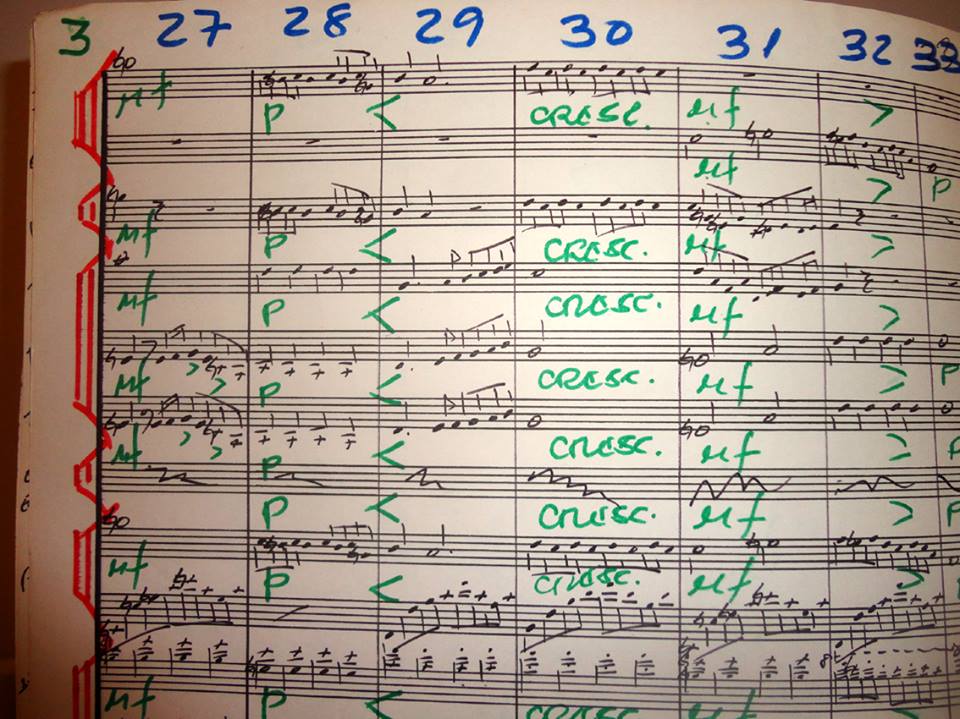 3 27 28 29 30 31 32 33
mf P < CRESC. mf >
mf > P
mf P < CRESC. mf >
mf P < CRESC. mf >
mf > > P < CRESC. mf > P
mf > > P < CRESC. mf > P
P < CRESC. mf > P
mf P < CRESC. mf >
mf P < CRESC. mf